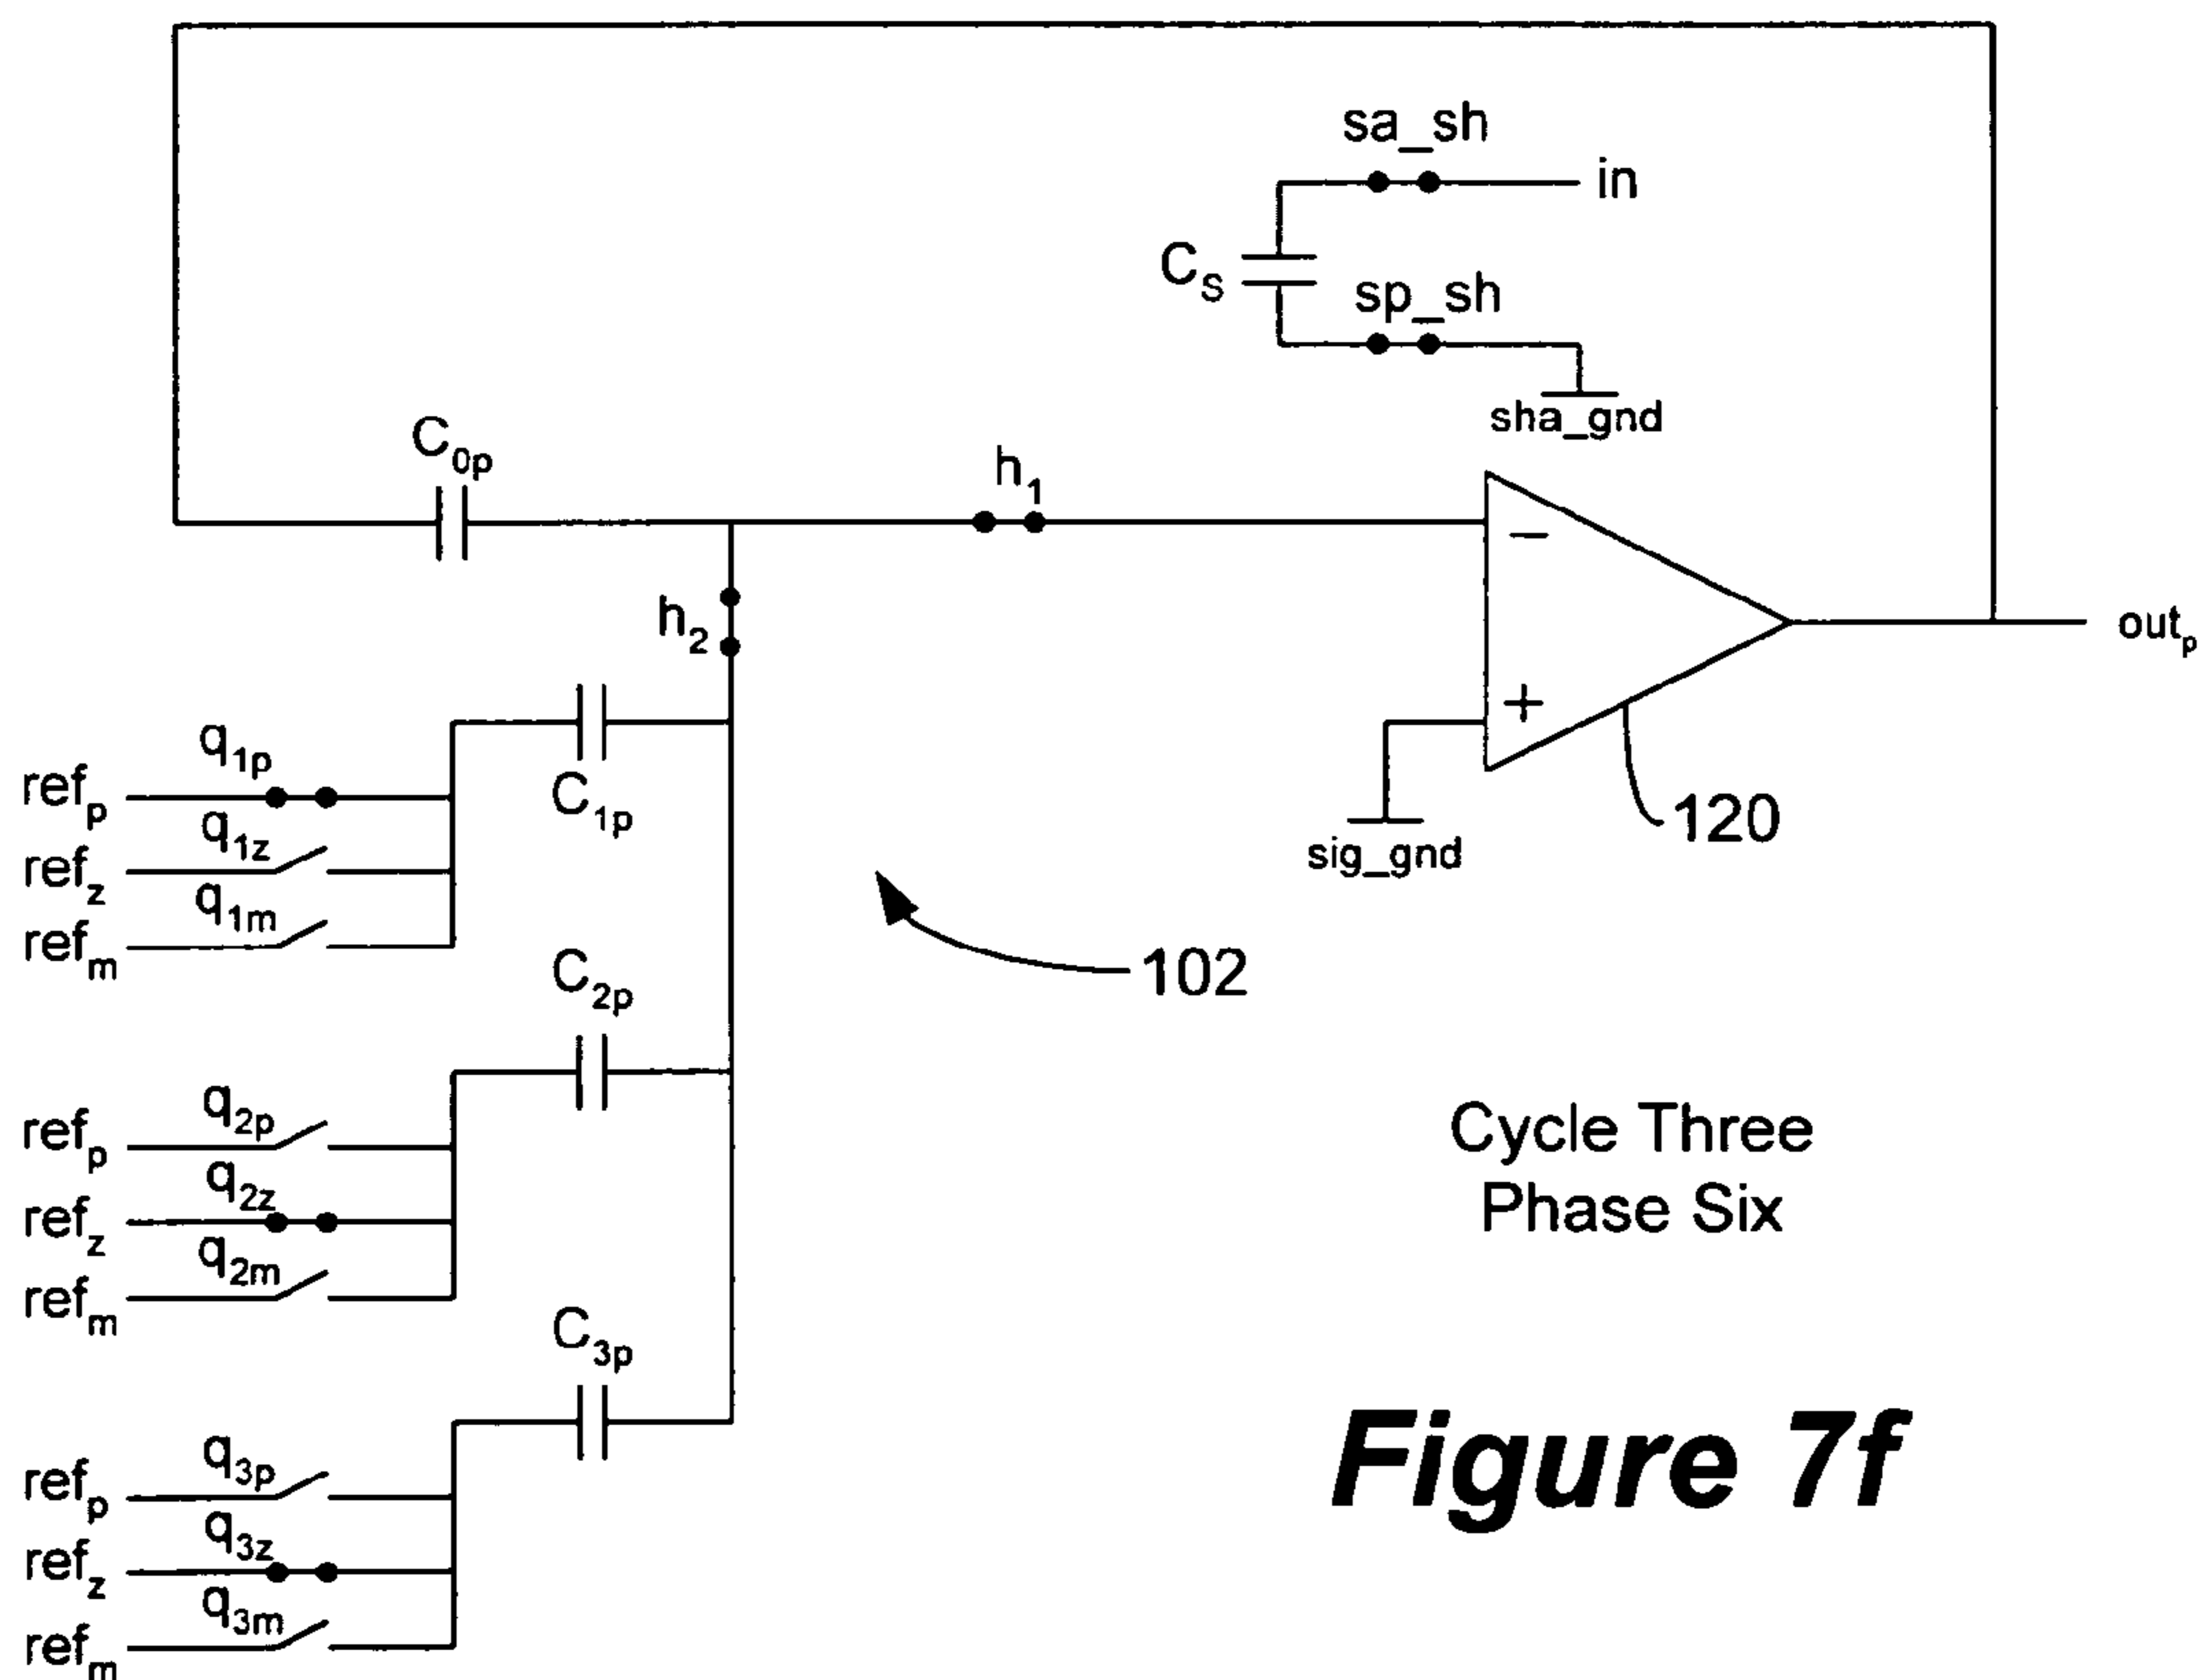 sa_sh
in
C_S
sp_sh
sha_gnd
C_0p
h_1
−
h_2
+
out_p
sig_gnd
120
q_1p
ref_p
C_1p
q_1z
ref_z
q_1m
ref_m
102
C_2p
q_2p
ref_p
q_2z
ref_z
q_2m
ref_m
Cycle Three
Phase Six
C_3p
q_3p
ref_p
q_3z
ref_z
q_3m
ref_m
Figure 7f